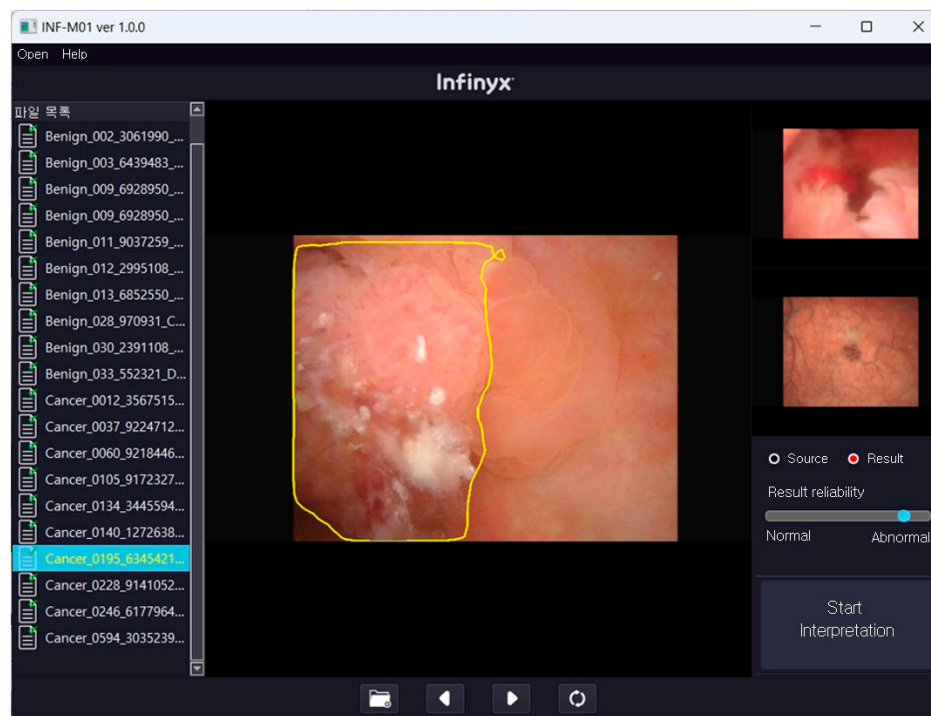 INF-M01 ver 1.0.0
Open Help
Infinyx
파일 목록
Benign_002_3061990_...
Benign_003_6439483_...
Benign_009_6928950_...
Benign_009_6928950_...
Benign_011_9037259_...
Benign_012_2995108_...
Benign_013_6852550_...
Benign_028_970931_C...
Benign_030_2391108_...
Benign_033_552321_D...
Cancer_0012_3567515...
Cancer_0037_9224712...
Cancer_0060_9218446...
Cancer_0105_9172327...
Cancer_0134_3445594...
Cancer_0140_1272638...
Cancer_0195_6345421...
Cancer_0228_9141052...
Cancer_0246_6177964...
Cancer_0594_3035239...
Source Result
Result reliability
Normal Abnormal
Start
Interpretation